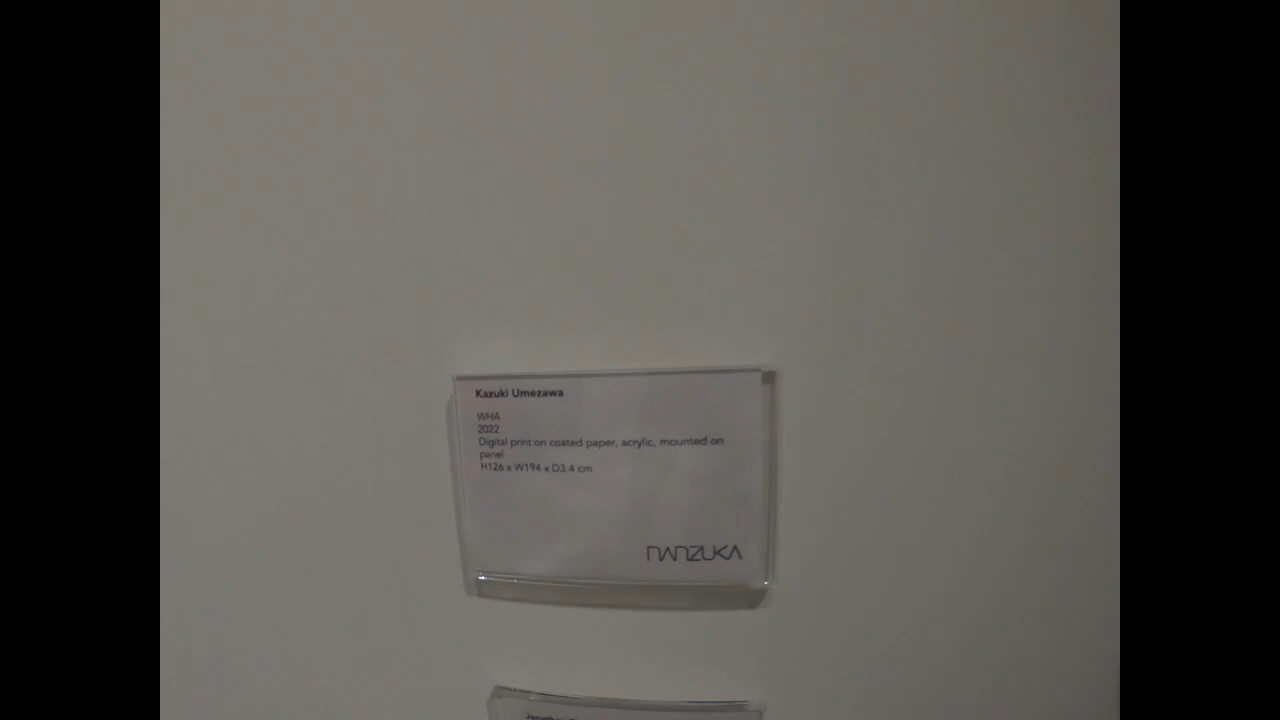 Kazuki Umezawa
WHA
2022
Digital print on coated paper, acrylic, mounted on
panel
H126 x W194 x D3.4 cm
NANZUKA